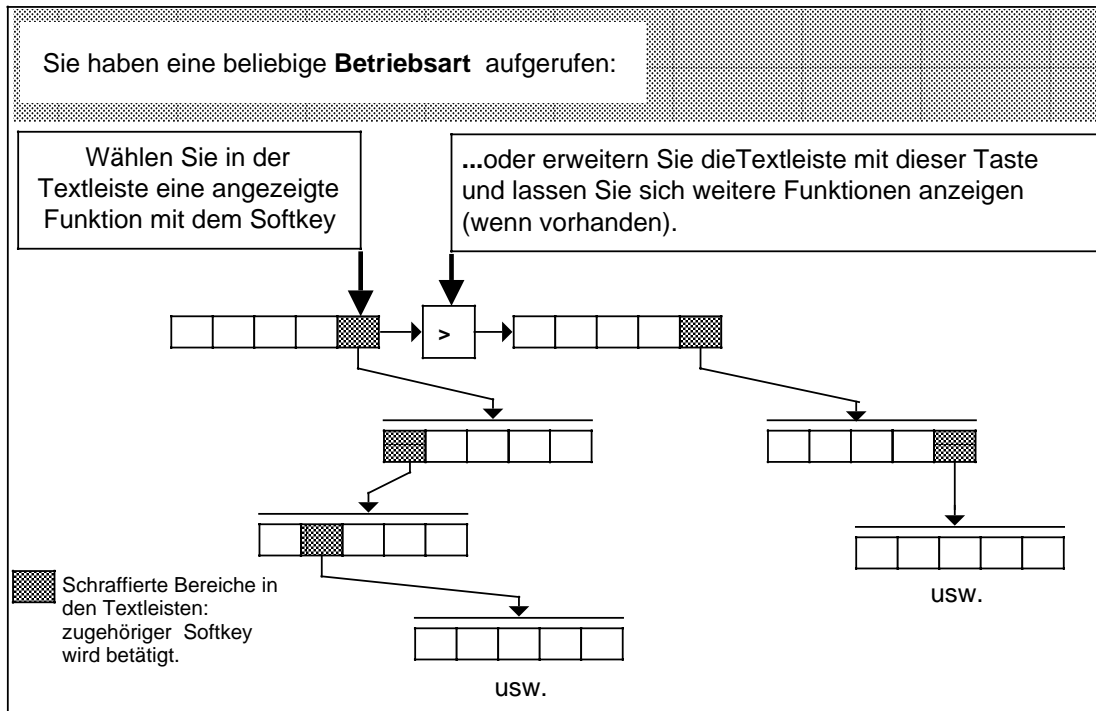 Sie haben eine beliebige Betriebsart aufgerufen:
Wählen Sie in der
Textleiste eine angezeigte
Funktion mit dem Softkey
...oder erweitern Sie dieTextleiste mit dieser Taste
und lassen Sie sich weitere Funktionen anzeigen
(wenn vorhanden).
>
Schraffierte Bereiche in
den Textleisten:
zugehöriger Softkey
wird betätigt.
usw.
usw.